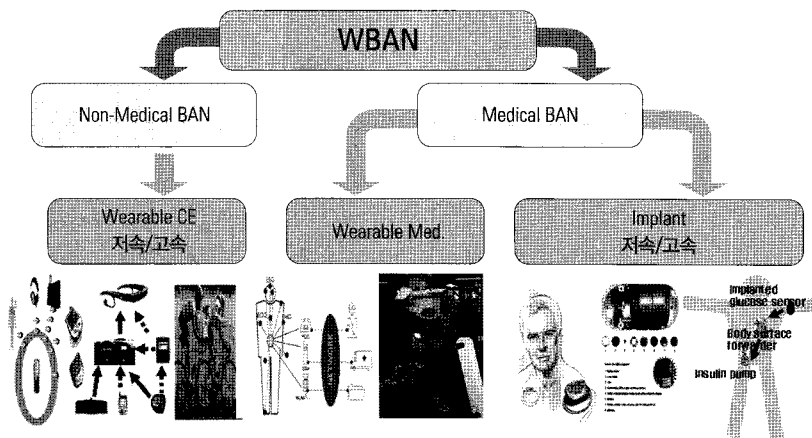 WBAN
Non-Medical BAN
Medical BAN
Wearable CE
저속/고속
Wearable Med.
Implant
저속/고속
Implanted
glucose sensor
Body surface
forwarder
Insulin pump